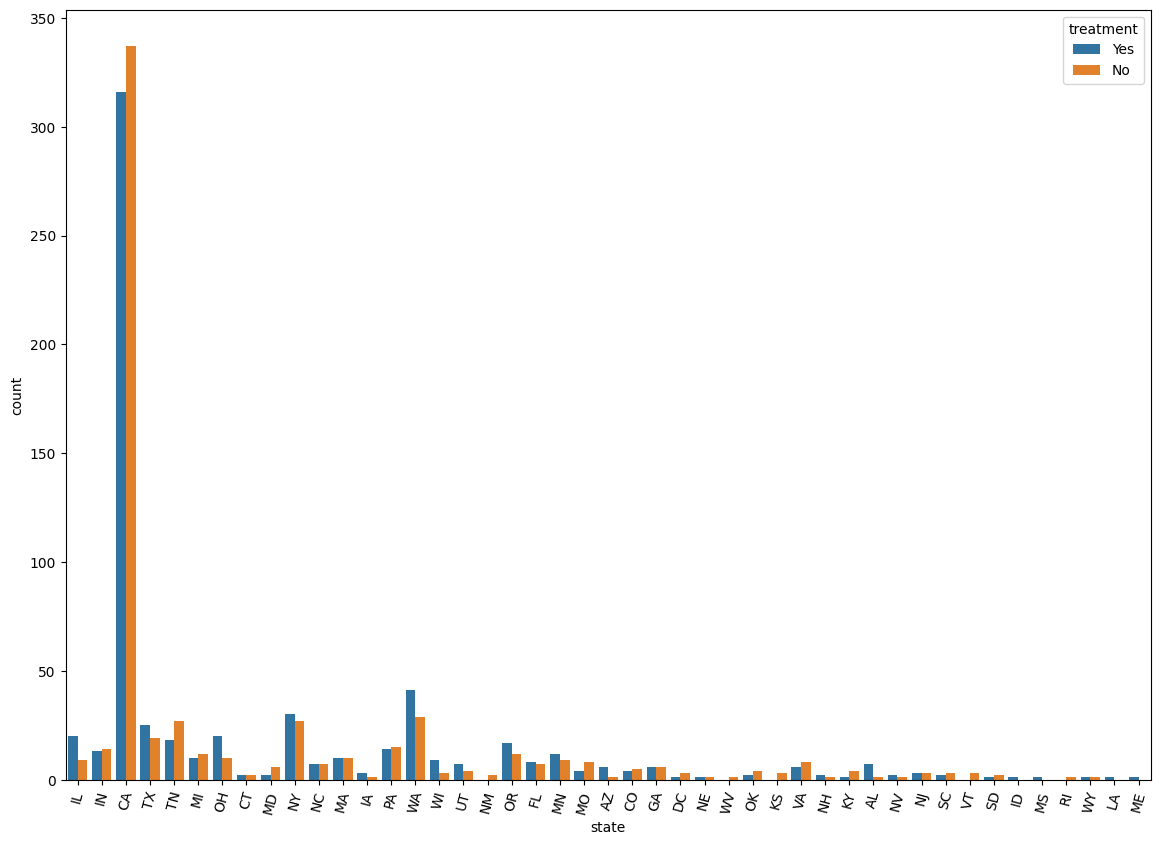 treatment
Yes
No
count
350
300
250
200
150
100
50
0
IL IN CA TX TN MI OH CT MD NY NC MA IA PA WA WI UT NM OR FL MN MO AZ CO GA DC NE WV OK KS VA NH KY AL NV NJ SC VT SD ID MS RI WY LA ME
state